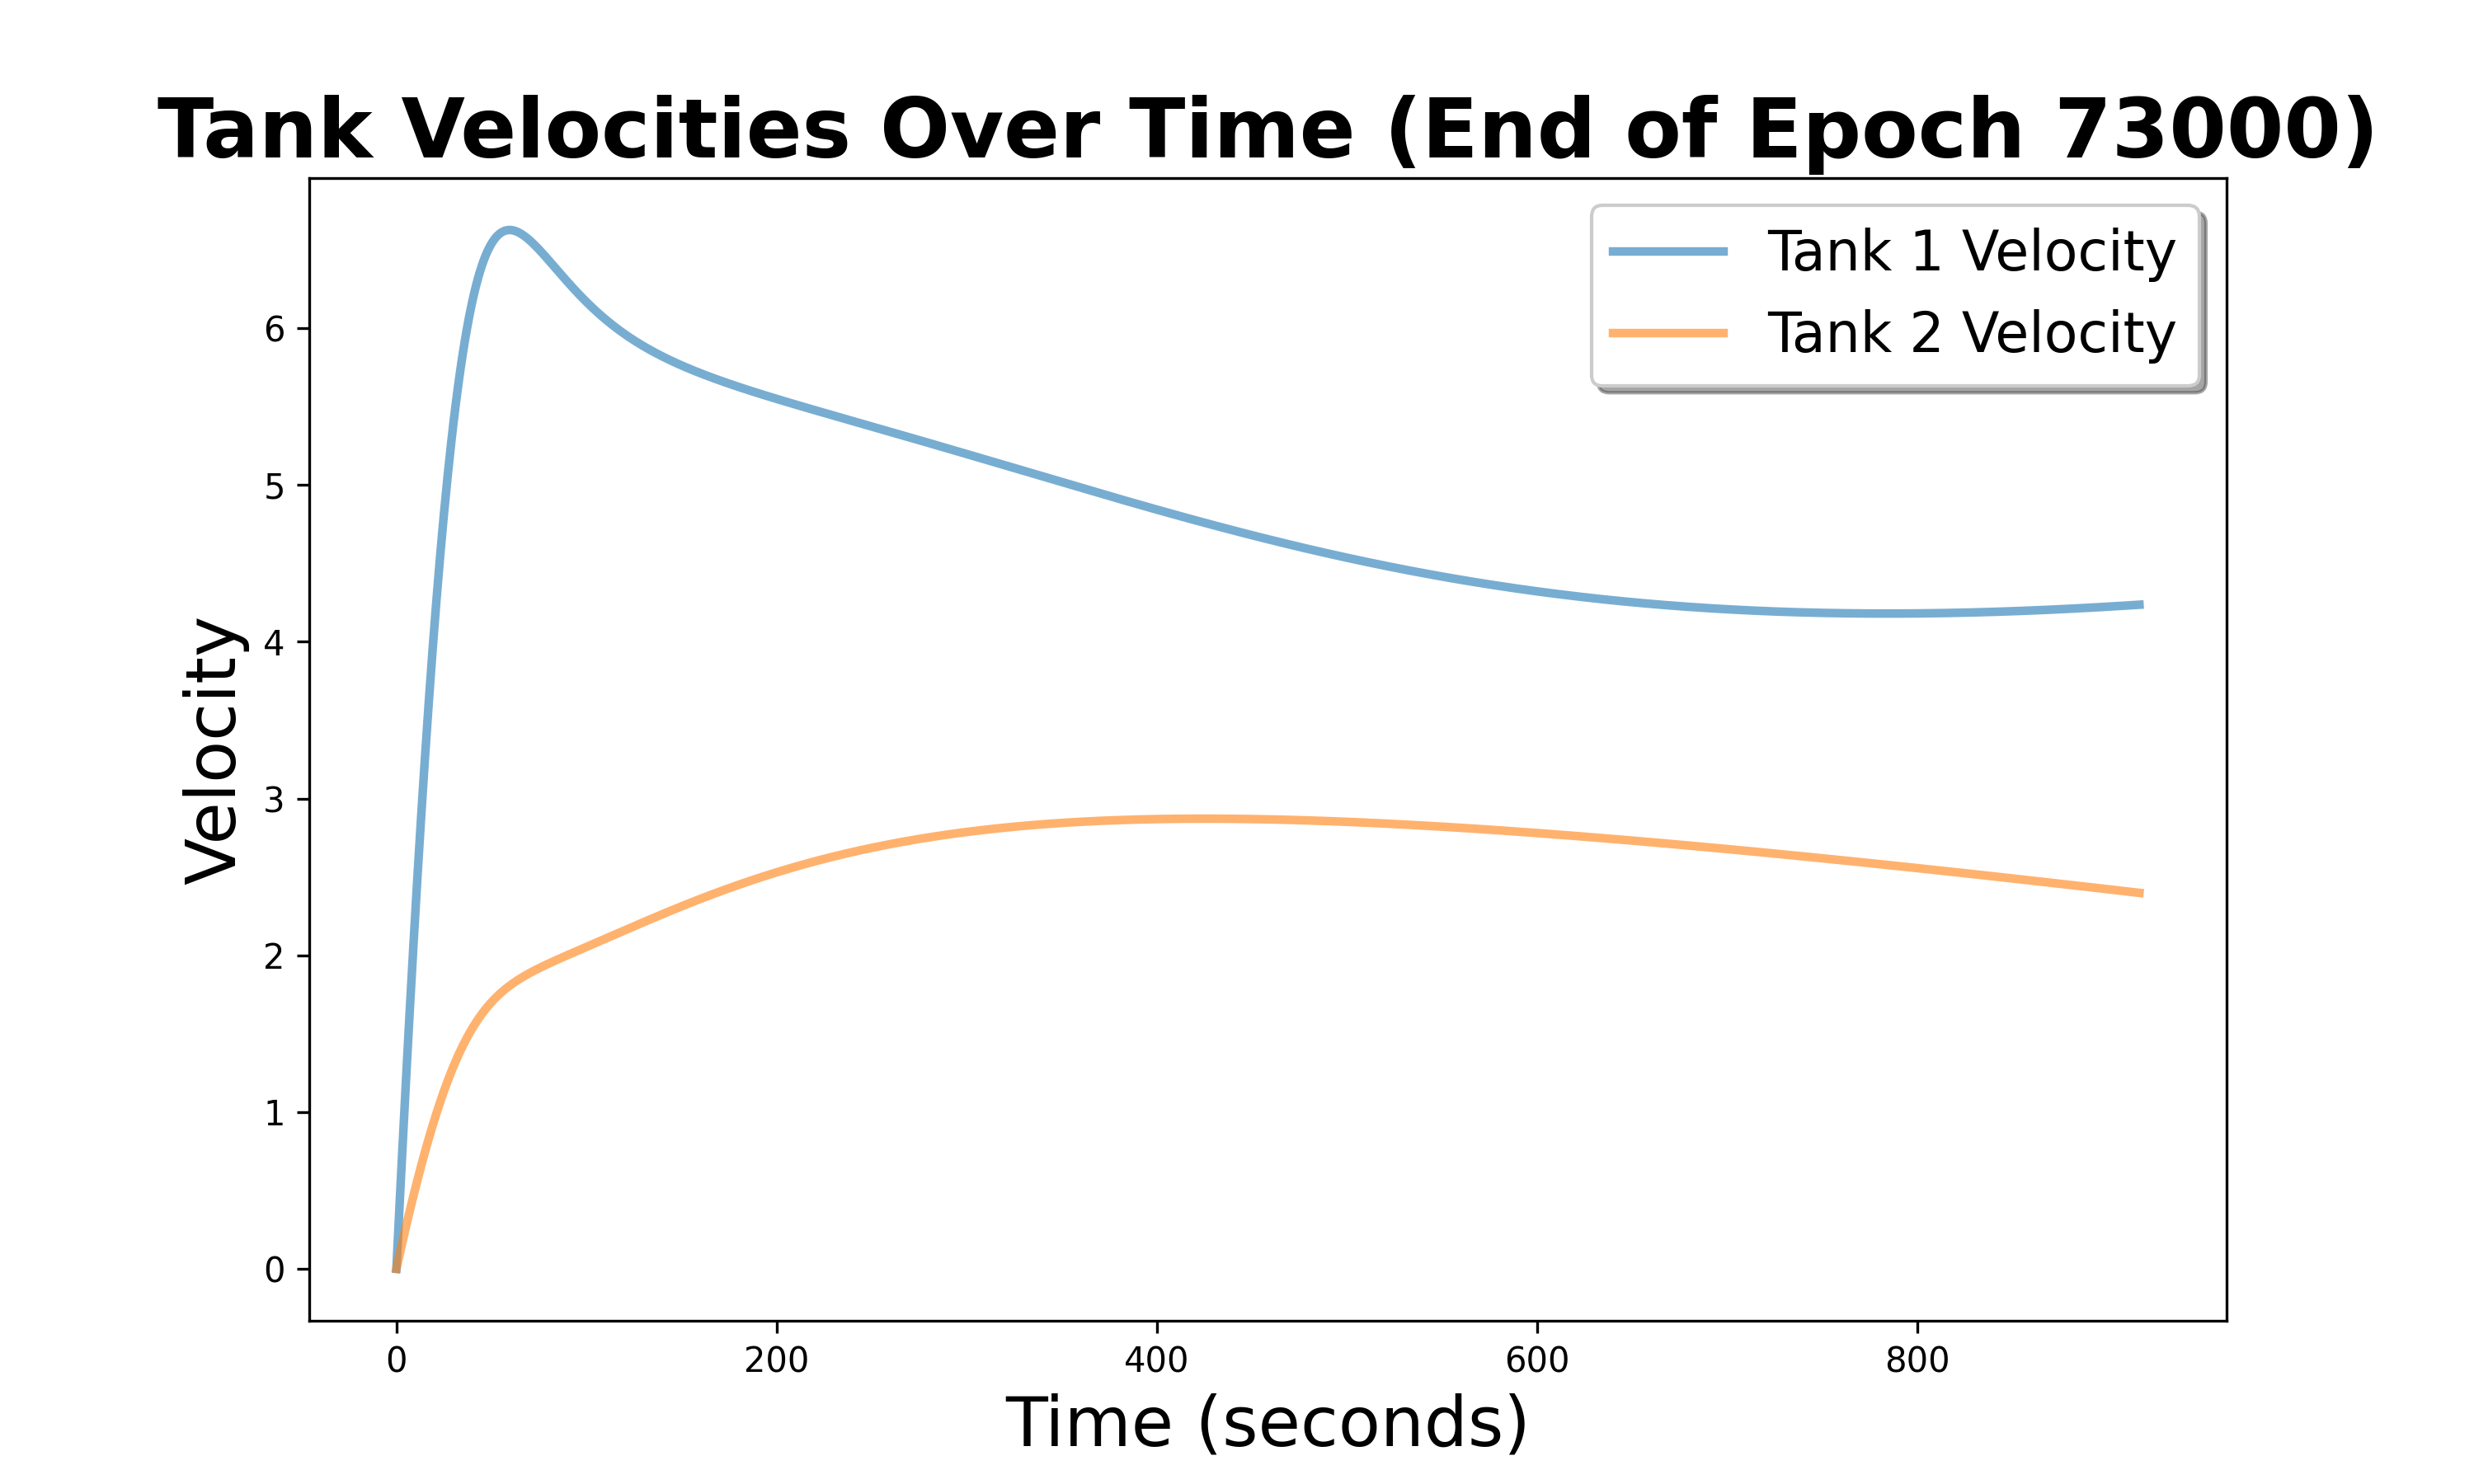 Tank Velocities Over Time (End of Epoch 73000)
Tank 1 Velocity
Tank 2 Velocity
Velocity
6
5
4
3
2
1
0
0 200 400 600 800
Time (seconds)